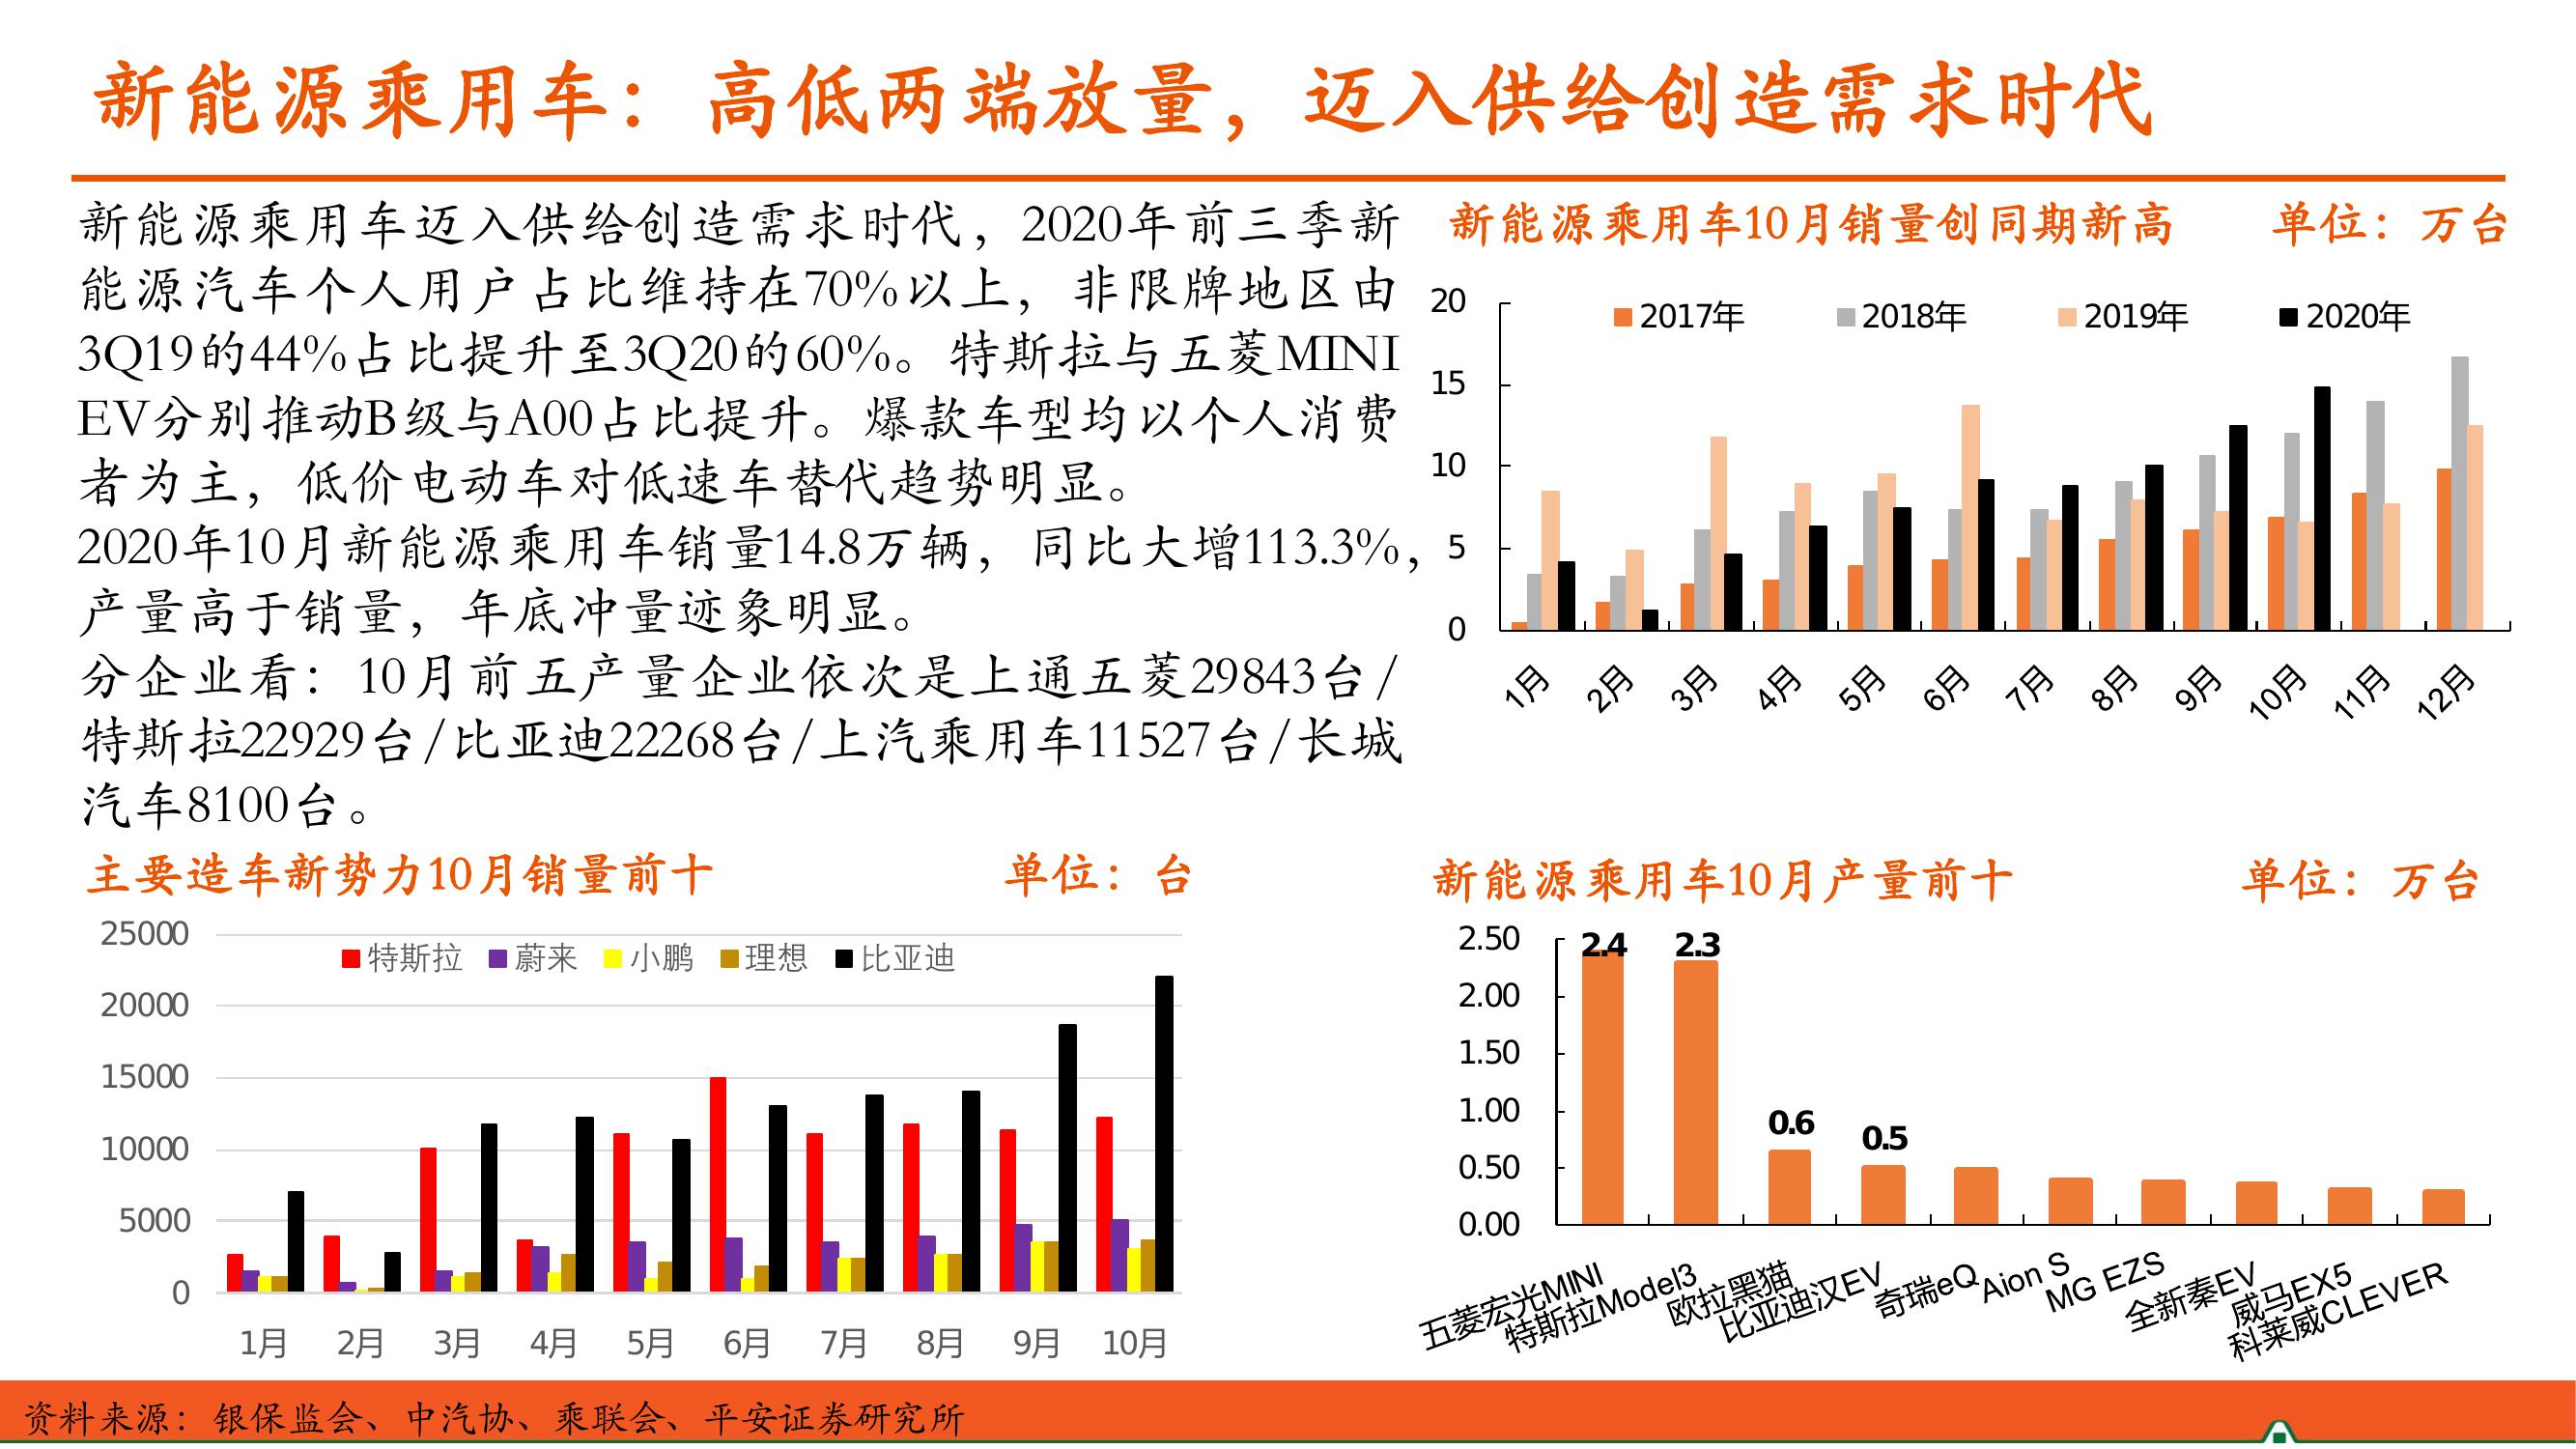 新能源乘用车：高低两端放量，迈入供给创造需求时代
新能源乘用车迈入供给创造需求时代，2020年前三季新
能源汽车个人用户占比维持在70%以上，非限牌地区由
3Q19的44%占比提升至3Q20的60%。特斯拉与五菱MINI
EV分别推动B级与A00占比提升。爆款车型均以个人消费
者为主，低价电动车对低速车替代趋势明显。
2020年10月新能源乘用车销量14.8万辆，同比大增113.3%，
产量高于销量，年底冲量迹象明显。
分企业看：10月前五产量企业依次是上通五菱29843台/
特斯拉22929台/比亚迪22268台/上汽乘用车11527台/长城
汽车8100台。
新能源乘用车10月销量创同期新高 单位：万台
2017年 2018年 2019年 2020年
20
15
10
5
0
1月 2月 3月 4月 5月 6月 7月 8月 9月 10月 11月 12月
主要造车新势力10月销量前十 单位：台
特斯拉 蔚来 小鹏 理想 比亚迪
25000
20000
15000
10000
5000
0
1月 2月 3月 4月 5月 6月 7月 8月 9月 10月
新能源乘用车10月产量前十 单位：万台
2.50
2.00
1.50
1.00
0.50
0.00
2.4 2.3 0.6 0.5
五菱宏光MINI 特斯拉Model3 欧拉黑猫 比亚迪汉EV 奇瑞eQ Aion S MG EZS 全新秦EV 威马EX5 科莱威CLEVER
资料来源：银保监会、中汽协、乘联会、平安证券研究所